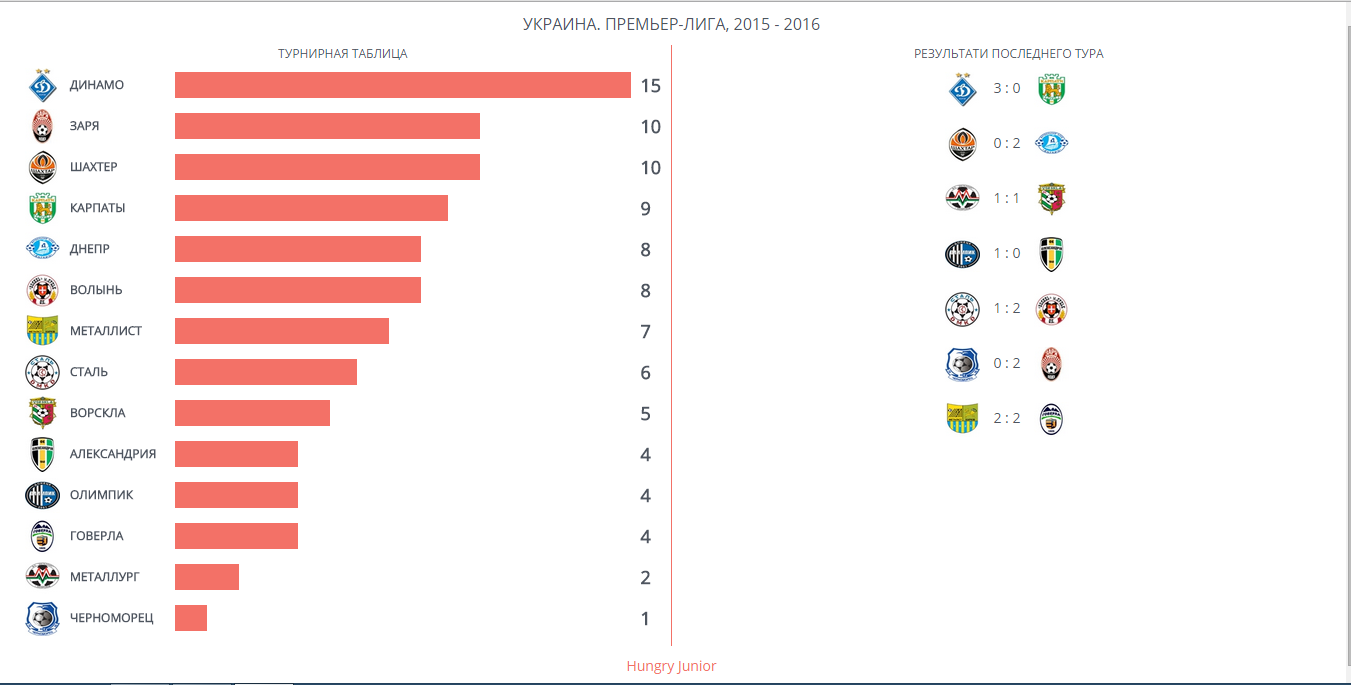 УКРАИНА. ПРЕМЬЕР-ЛИГА, 2015 - 2016
ТУРНИРНАЯ ТАБЛИЦА
ДИНАМО 15
ЗАРЯ 10
ШАХТЕР 10
КАРПАТЫ 9
ДНЕПР 8
ВОЛЫНЬ 8
МЕТАЛЛИСТ 7
СТАЛЬ 6
ВОРСКЛА 5
АЛЕКСАНДРИЯ 4
ОЛИМПИК 4
ГОВЕРЛА 4
МЕТАЛЛУРГ 2
ЧЕРНОМОРЕЦ 1
РЕЗУЛЬТАТИ ПОСЛЕДНЕГО ТУРА
3 : 0
0 : 2
1 : 1
1 : 0
1 : 2
0 : 2
2 : 2
Hungry Junior